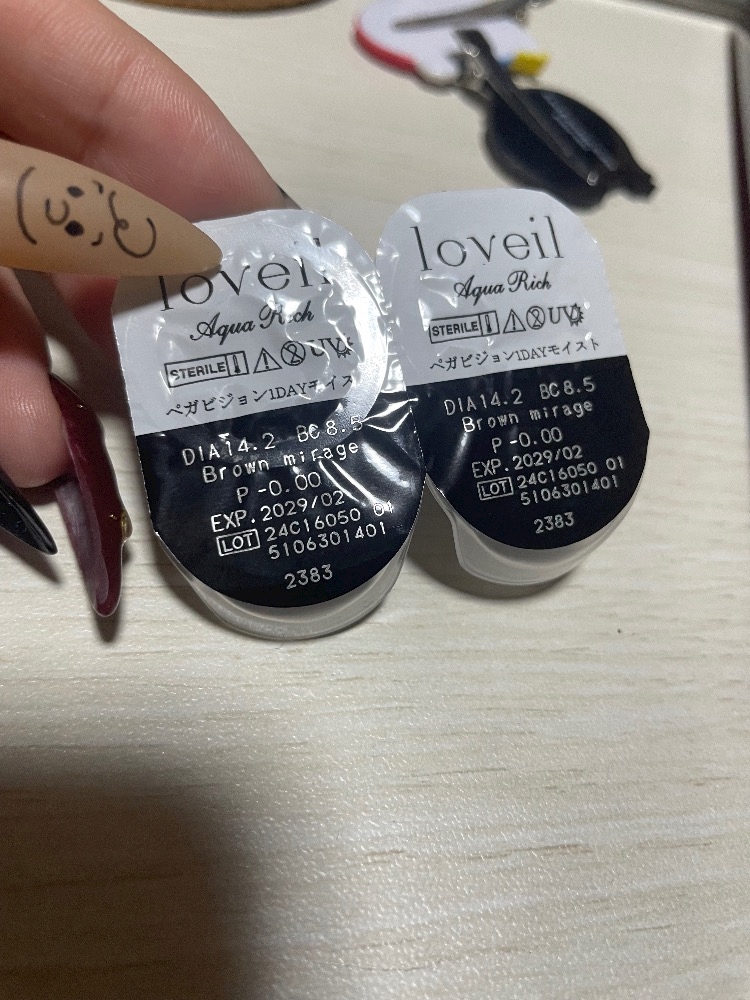 loveil
Aqua Rich
STERILE UV
ペガビジョン1DAYモイスト
DIA14.2 BC8.5
Brown mirage
P -0.00
EXP.2029/02
LOT 24C16050 04
5106301401
2383
loveil
Aqua Rich
STERILE UV
ペガビジョン1DAYモイスト
DIA14.2 BC8.5
Brown mirage
P -0.00
EXP.2029/02
LOT 24C16050 01
5106301401
2383